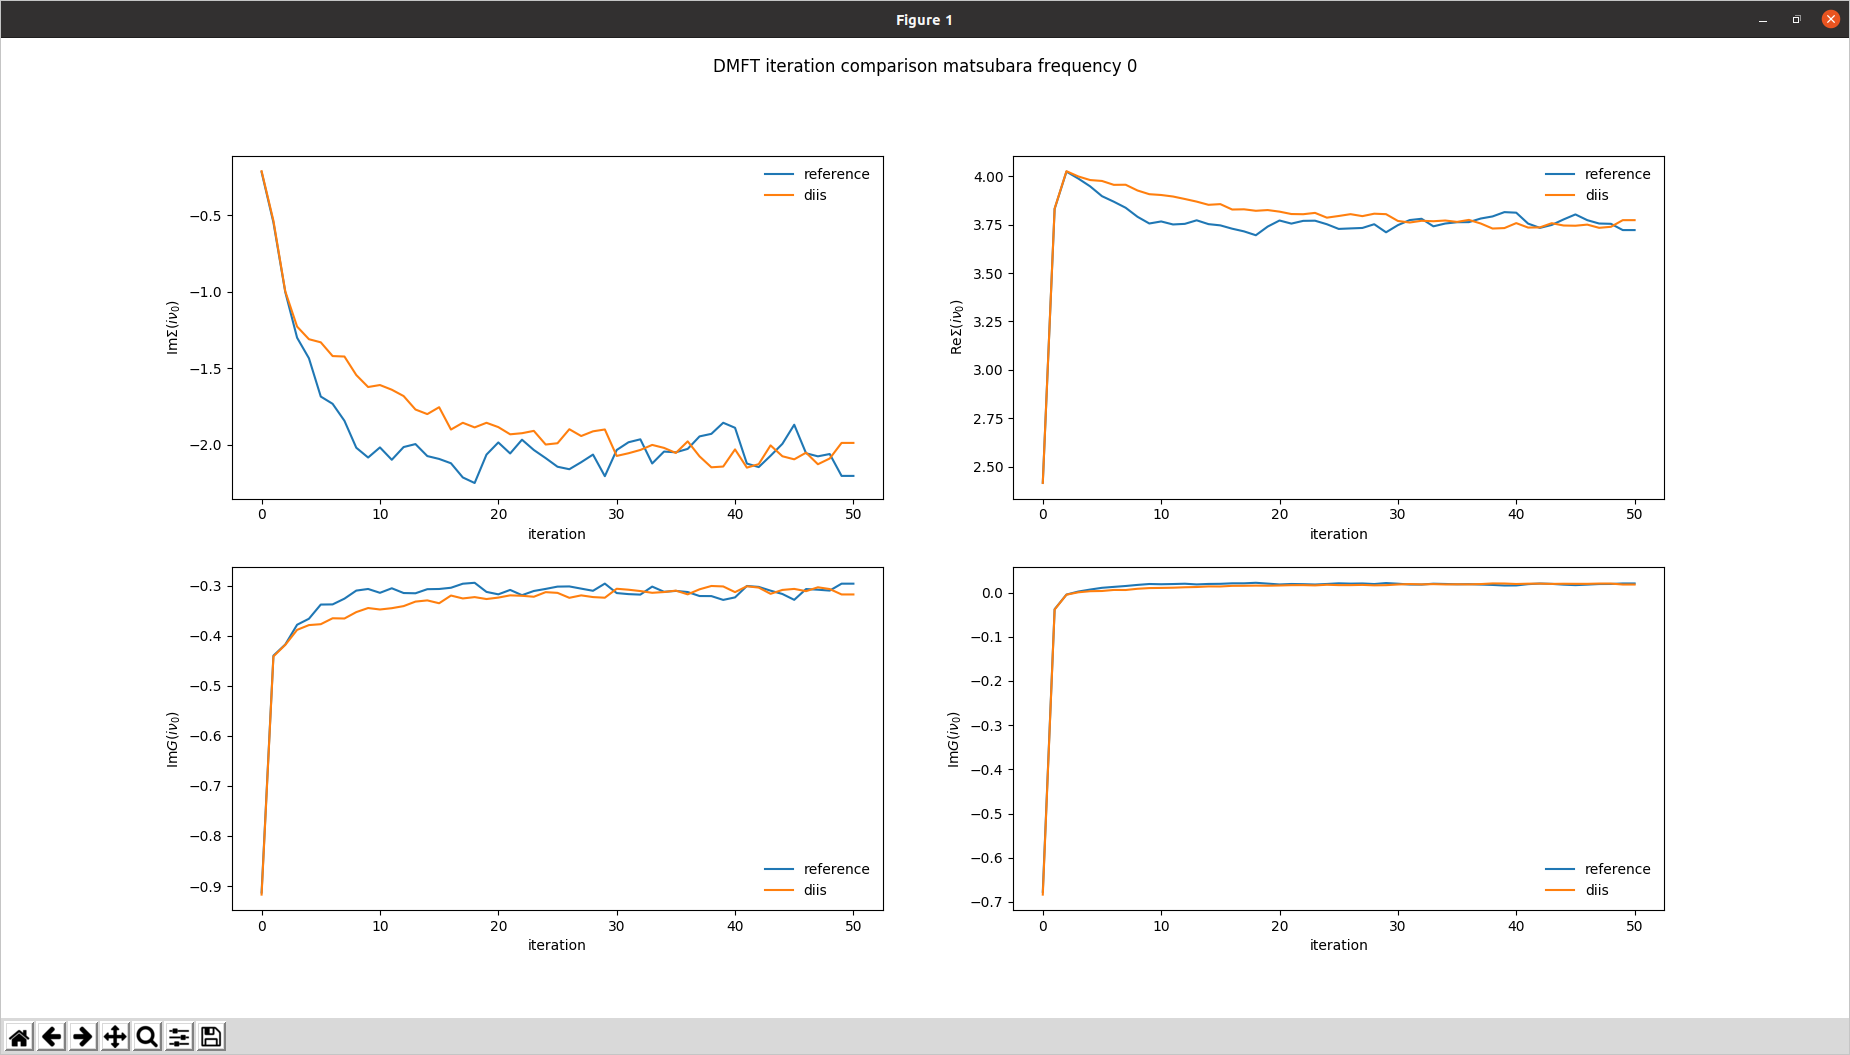 Figure 1
DMFT iteration comparison matsubara frequency 0
ImΣ(iν₀)
−0.5
−1.0
−1.5
−2.0
0 10 20 30 40 50
iteration
reference
diis
ReΣ(iν₀)
4.00
3.75
3.50
3.25
3.00
2.75
2.50
0 10 20 30 40 50
iteration
reference
diis
ImG(iν₀)
−0.3
−0.4
−0.5
−0.6
−0.7
−0.8
−0.9
0 10 20 30 40 50
iteration
reference
diis
ImG(iν₀)
0.0
−0.1
−0.2
−0.3
−0.4
−0.5
−0.6
−0.7
0 10 20 30 40 50
iteration
reference
diis